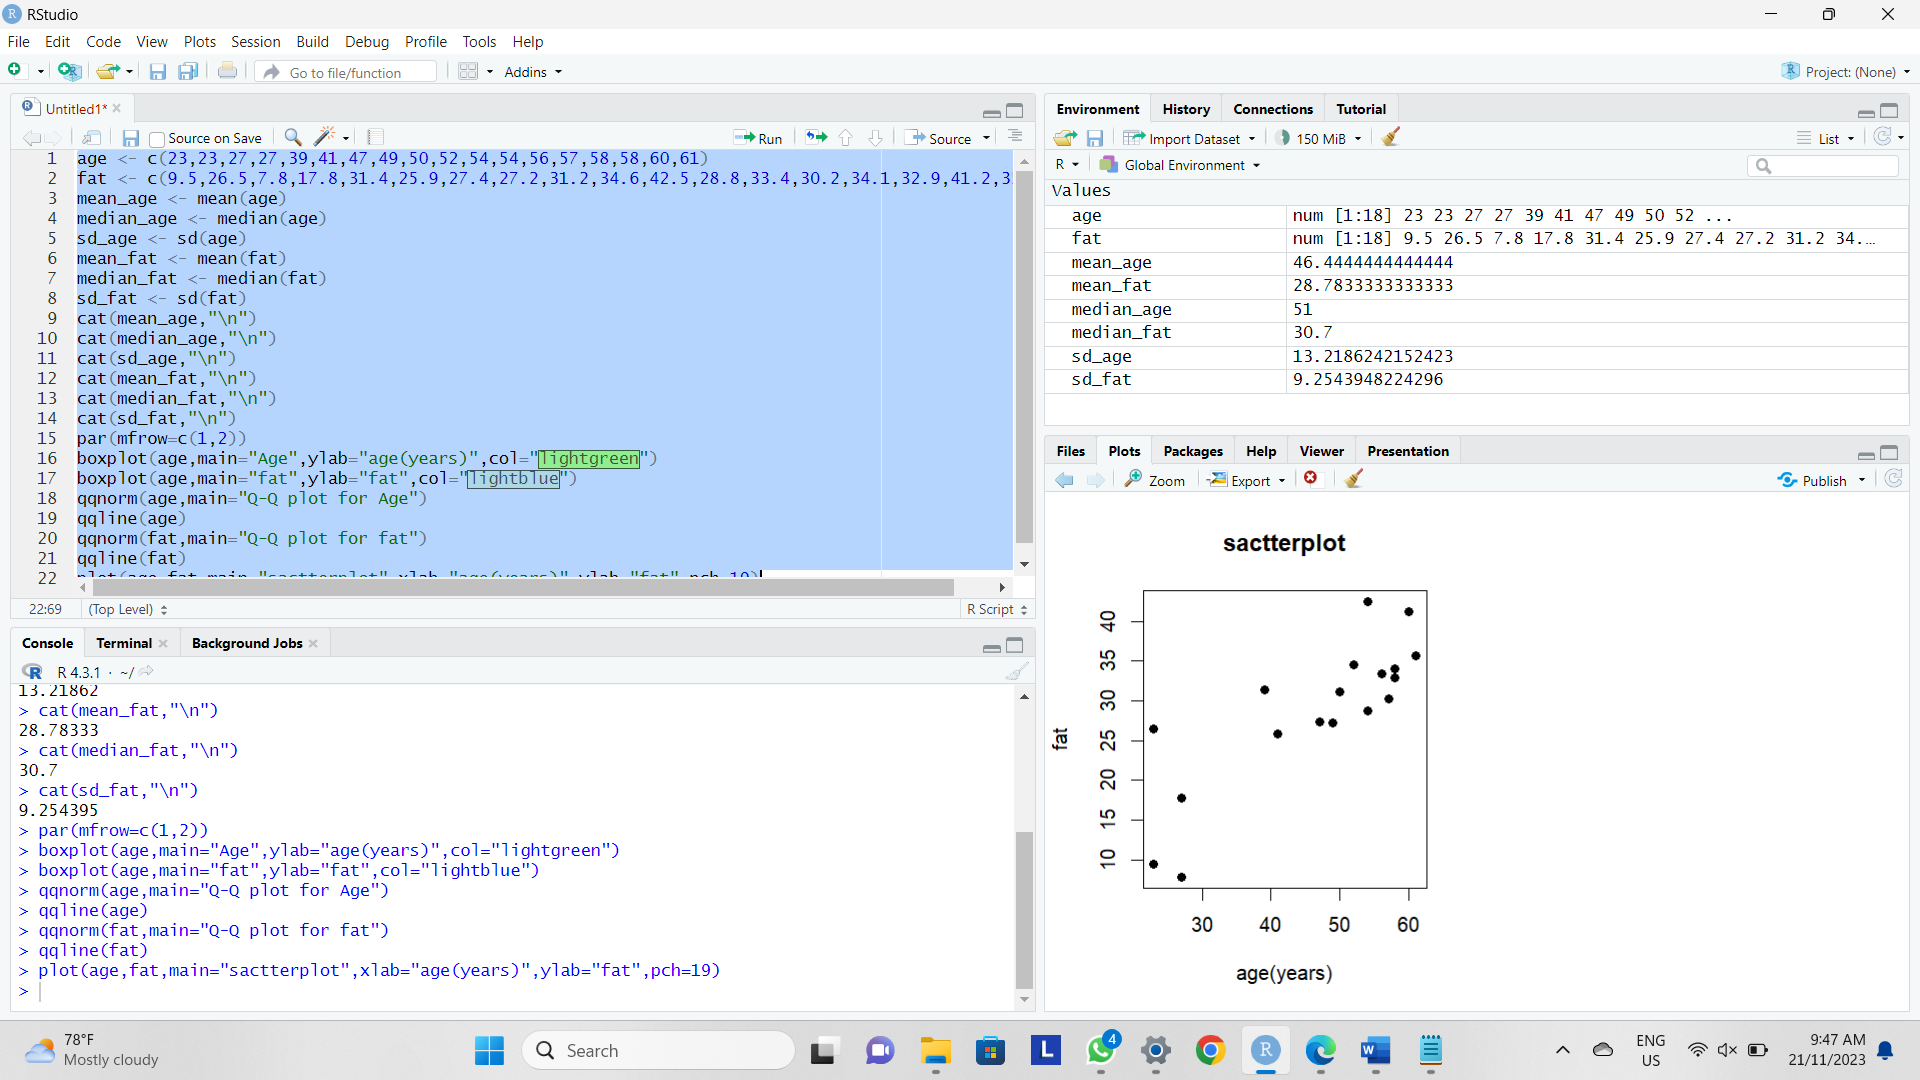 RStudio
File Edit Code View Plots Session Build Debug Profile Tools Help
Go to file/function Addins Project: (None)
Untitled1*
Source on Save Run Source
1 age <- c(23,23,27,27,39,41,47,49,50,52,54,54,56,57,58,58,60,61)
2 fat <- c(9.5,26.5,7.8,17.8,31.4,25.9,27.4,27.2,31.2,34.6,42.5,28.8,33.4,30.2,34.1,32.9,41.2,3
3 mean_age <- mean(age)
4 median_age <- median(age)
5 sd_age <- sd(age)
6 mean_fat <- mean(fat)
7 median_fat <- median(fat)
8 sd_fat <- sd(fat)
9 cat(mean_age,"\n")
10 cat(median_age,"\n")
11 cat(sd_age,"\n")
12 cat(mean_fat,"\n")
13 cat(median_fat,"\n")
14 cat(sd_fat,"\n")
15 par(mfrow=c(1,2))
16 boxplot(age,main="Age",ylab="age(years)",col="lightgreen")
17 boxplot(age,main="fat",ylab="fat",col="lightblue")
18 qqnorm(age,main="Q-Q plot for Age")
19 qqline(age)
20 qqnorm(fat,main="Q-Q plot for fat")
21 qqline(fat)
22 plot(age,fat,main="sactterplot",xlab="age(years)",ylab="fat",pch=19)
22:69 (Top Level) R Script
Console Terminal Background Jobs
R 4.3.1 · ~/
13.21862
> cat(mean_fat,"\n")
28.78333
> cat(median_fat,"\n")
30.7
> cat(sd_fat,"\n")
9.254395
> par(mfrow=c(1,2))
> boxplot(age,main="Age",ylab="age(years)",col="lightgreen")
> boxplot(age,main="fat",ylab="fat",col="lightblue")
> qqnorm(age,main="Q-Q plot for Age")
> qqline(age)
> qqnorm(fat,main="Q-Q plot for fat")
> qqline(fat)
> plot(age,fat,main="sactterplot",xlab="age(years)",ylab="fat",pch=19)
>
Environment History Connections Tutorial
Import Dataset 150 MiB List
R Global Environment
Values
age num [1:18] 23 23 27 27 39 41 47 49 50 52 ...
fat num [1:18] 9.5 26.5 7.8 17.8 31.4 25.9 27.4 27.2 31.2 34.…
mean_age 46.4444444444444
mean_fat 28.7833333333333
median_age 51
median_fat 30.7
sd_age 13.2186242152423
sd_fat 9.2543948224296
Files Plots Packages Help Viewer Presentation
Zoom Export Publish
sactterplot
fat
40
35
30
25
20
15
10
30 40 50 60
age(years)
78°F
Mostly cloudy
Search
L
4
R
W
ENG
US
9:47 AM
21/11/2023